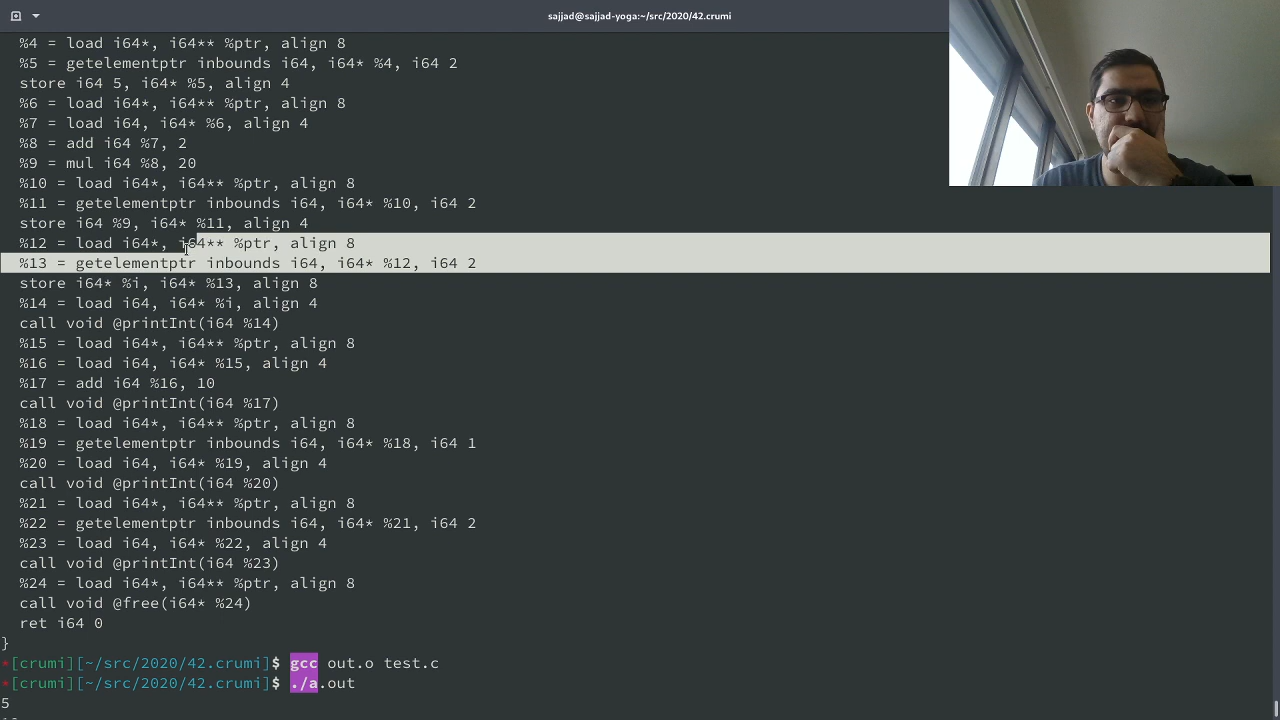 sajjad@sajjad-yoga:~/src/2020/42.crumi
%4 = load i64*, i64** %ptr, align 8
%5 = getelementptr inbounds i64, i64* %4, i64 2
store i64 5, i64* %5, align 4
%6 = load i64*, i64** %ptr, align 8
%7 = load i64, i64* %6, align 4
%8 = add i64 %7, 2
%9 = mul i64 %8, 20
%10 = load i64*, i64** %ptr, align 8
%11 = getelementptr inbounds i64, i64* %10, i64 2
store i64 %9, i64* %11, align 4
%12 = load i64*, i64** %ptr, align 8
%13 = getelementptr inbounds i64, i64* %12, i64 2
store i64* %i, i64* %13, align 8
%14 = load i64, i64* %i, align 4
call void @printInt(i64 %14)
%15 = load i64*, i64** %ptr, align 8
%16 = load i64, i64* %15, align 4
%17 = add i64 %16, 10
call void @printInt(i64 %17)
%18 = load i64*, i64** %ptr, align 8
%19 = getelementptr inbounds i64, i64* %18, i64 1
%20 = load i64, i64* %19, align 4
call void @printInt(i64 %20)
%21 = load i64*, i64** %ptr, align 8
%22 = getelementptr inbounds i64, i64* %21, i64 2
%23 = load i64, i64* %22, align 4
call void @printInt(i64 %23)
%24 = load i64*, i64** %ptr, align 8
call void @free(i64* %24)
ret i64 0
}
•[crumi][~/src/2020/42.crumi]$ gcc out.o test.c
•[crumi][~/src/2020/42.crumi]$ ./a.out
5